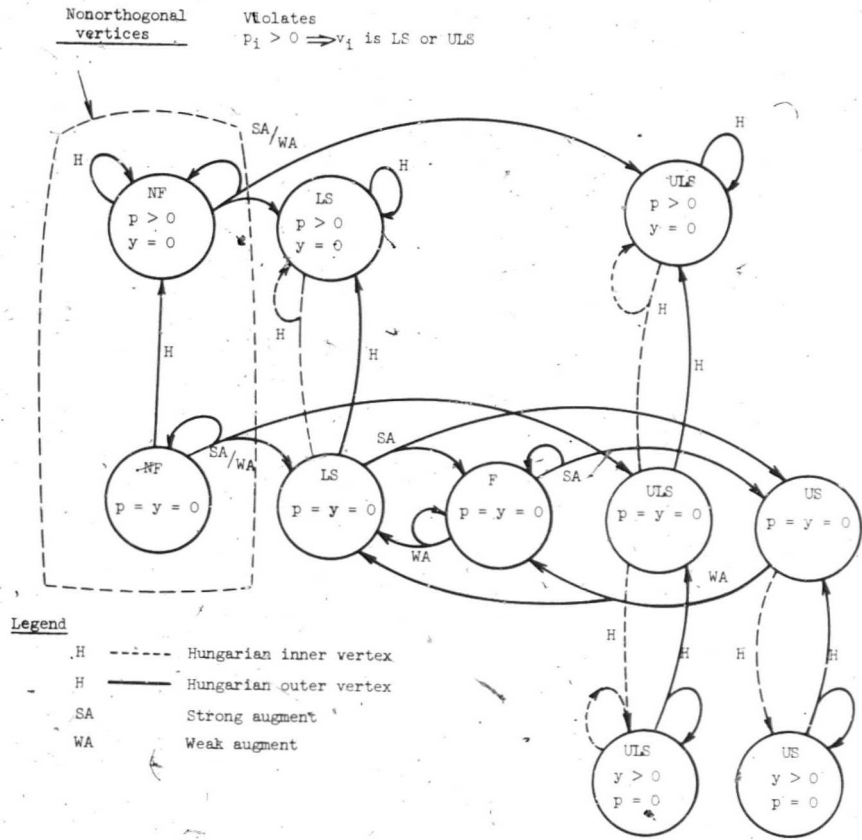 Nonorthogonal
vertices
Violates
p_i > 0 ⟹ v_i is LS or ULS
SA/WA
H
H
H
NF
p > 0
y = 0
LS
p > 0
y = 0
ULS
p > 0
y = 0
H
H
H
H
H
SA/WA
SA
SA
NF
p = y = 0
LS
p = y = 0
F
p = y = 0
ULS
p = y = 0
US
p = y = 0
WA
WA
Legend
H ------ Hungarian inner vertex
H —— Hungarian outer vertex
SA Strong augment
WA Weak augment
H
H
H
H
ULS
y > 0
p = 0
US
y > 0
p = 0